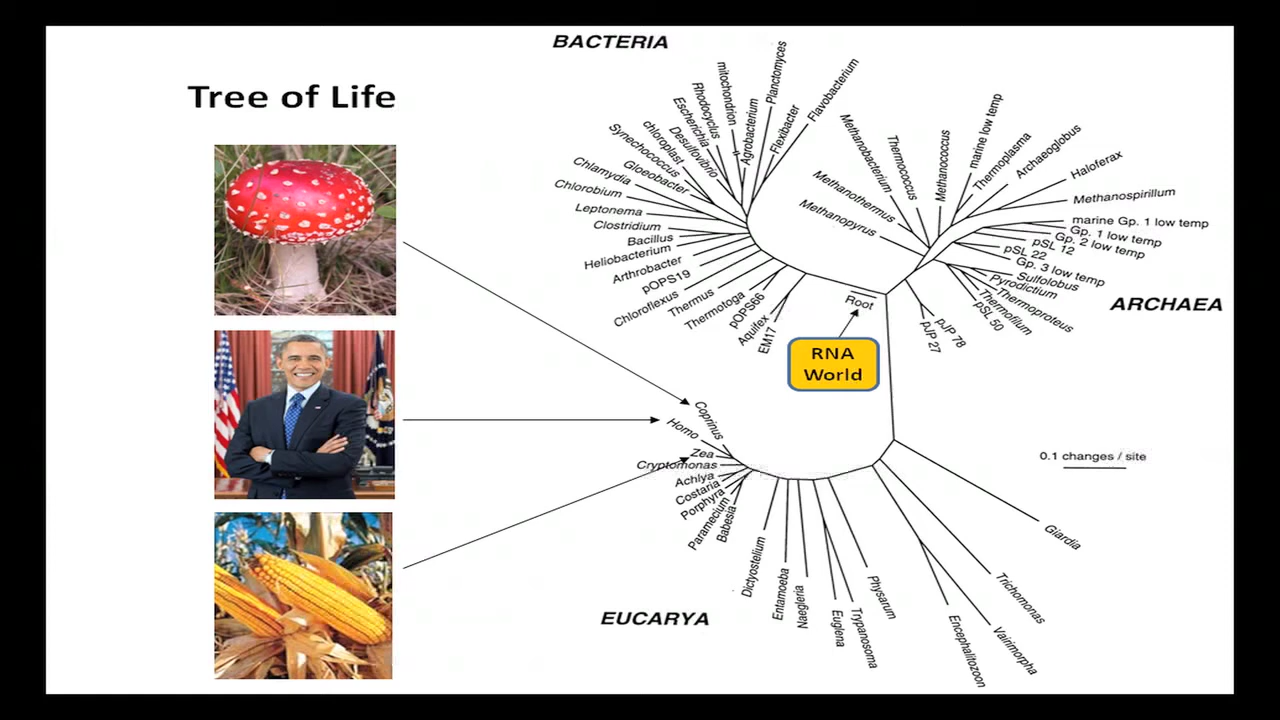 Tree of Life
BACTERIA
Planctomyces
Flavobacterium
mitochondrion
Rhodocyclus
Escherichia
Desulfovibrio
Agrobacterium
Flexibacter
chloroplast
Synechococcus
Gloeobacter
Chlamydia
Chlorobium
Leptonema
Clostridium
Bacillus
Heliobacterium
Arthrobacter
pOPS19
Chloroflexus
Thermus
Thermotoga
pOPS66
Aquifex
EM17
Root
RNA
World
Methanobacterium
Thermococcus
Methanococcus
marine low temp
Thermoplasma
Archaeoglobus
Haloferax
Methanospirillum
Methanothermus
Methanopyrus
marine Gp. 1 low temp
Gp. 1 low temp
Gp. 2 low temp
pSL 12
pSL 22
Gp. 3 low temp
Sulfolobus
Pyrodictium
Thermoproteus
Thermofilum
pSL 50
pJP 78
pJP 27
ARCHAEA
Coprinus
Homo
Zea
Cryptomonas
Achlya
Costaria
Porphyra
Paramecium
Babesia
Dictyostelium
Entamoeba
Naegleria
Euglena
Trypanosoma
Physarum
Encephalitozoon
Vairimorpha
Trichomonas
Giardia
0.1 changes / site
EUCARYA